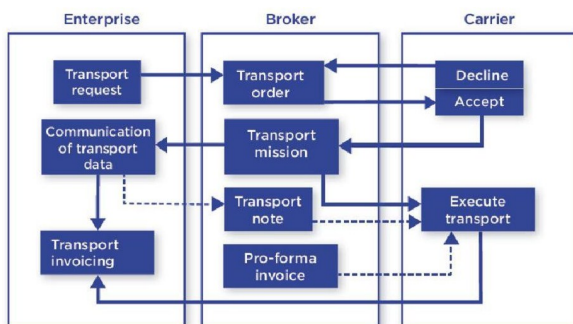 Enterprise
Broker
Carrier
Transport
request
Transport
order
Decline
Accept
Communication
of transport
data
Transport
mission
Transport
note
Execute
transport
Transport
invoicing
Pro-forma
invoice